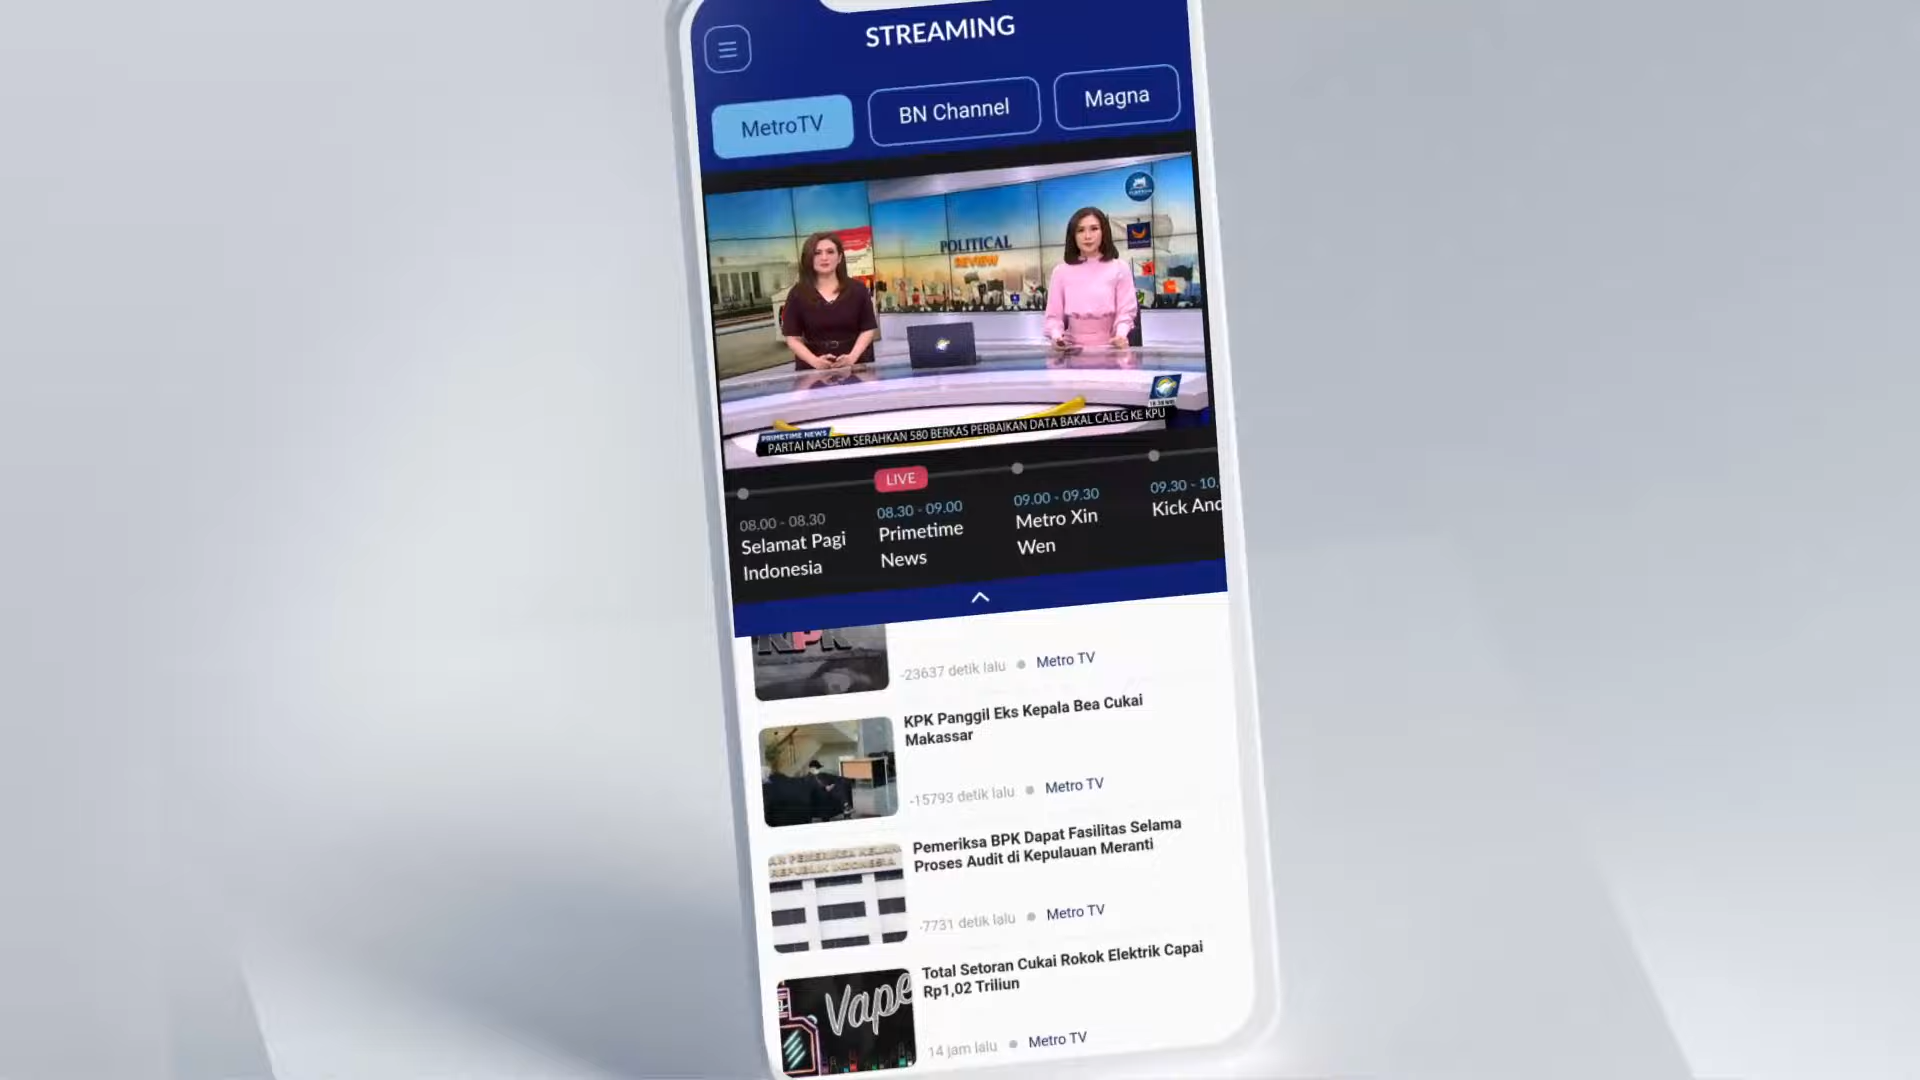 STREAMING
MetroTV
BN Channel
Magna
POLITICAL
REVIEW
PRIMETIME NEWS
PARTAI NASDEM SERAHKAN 580 BERKAS PERBAIKAN DATA BAKAL CALEG KE KPU
LIVE
08.00 - 08.30
Selamat Pagi
Indonesia
08.30 - 09.00
Primetime
News
09.00 - 09.30
Metro Xin
Wen
09.30 - 10.
Kick And
KPK
-23637 detik lalu
Metro TV
KPK Panggil Eks Kepala Bea Cukai
Makassar
-15793 detik lalu
Metro TV
Pemeriksa BPK Dapat Fasilitas Selama
Proses Audit di Kepulauan Meranti
-7731 detik lalu
Metro TV
REPUBLIK INDONESIA
Total Setoran Cukai Rokok Elektrik Capai
Rp1,02 Triliun
Vape
14 jam lalu
Metro TV